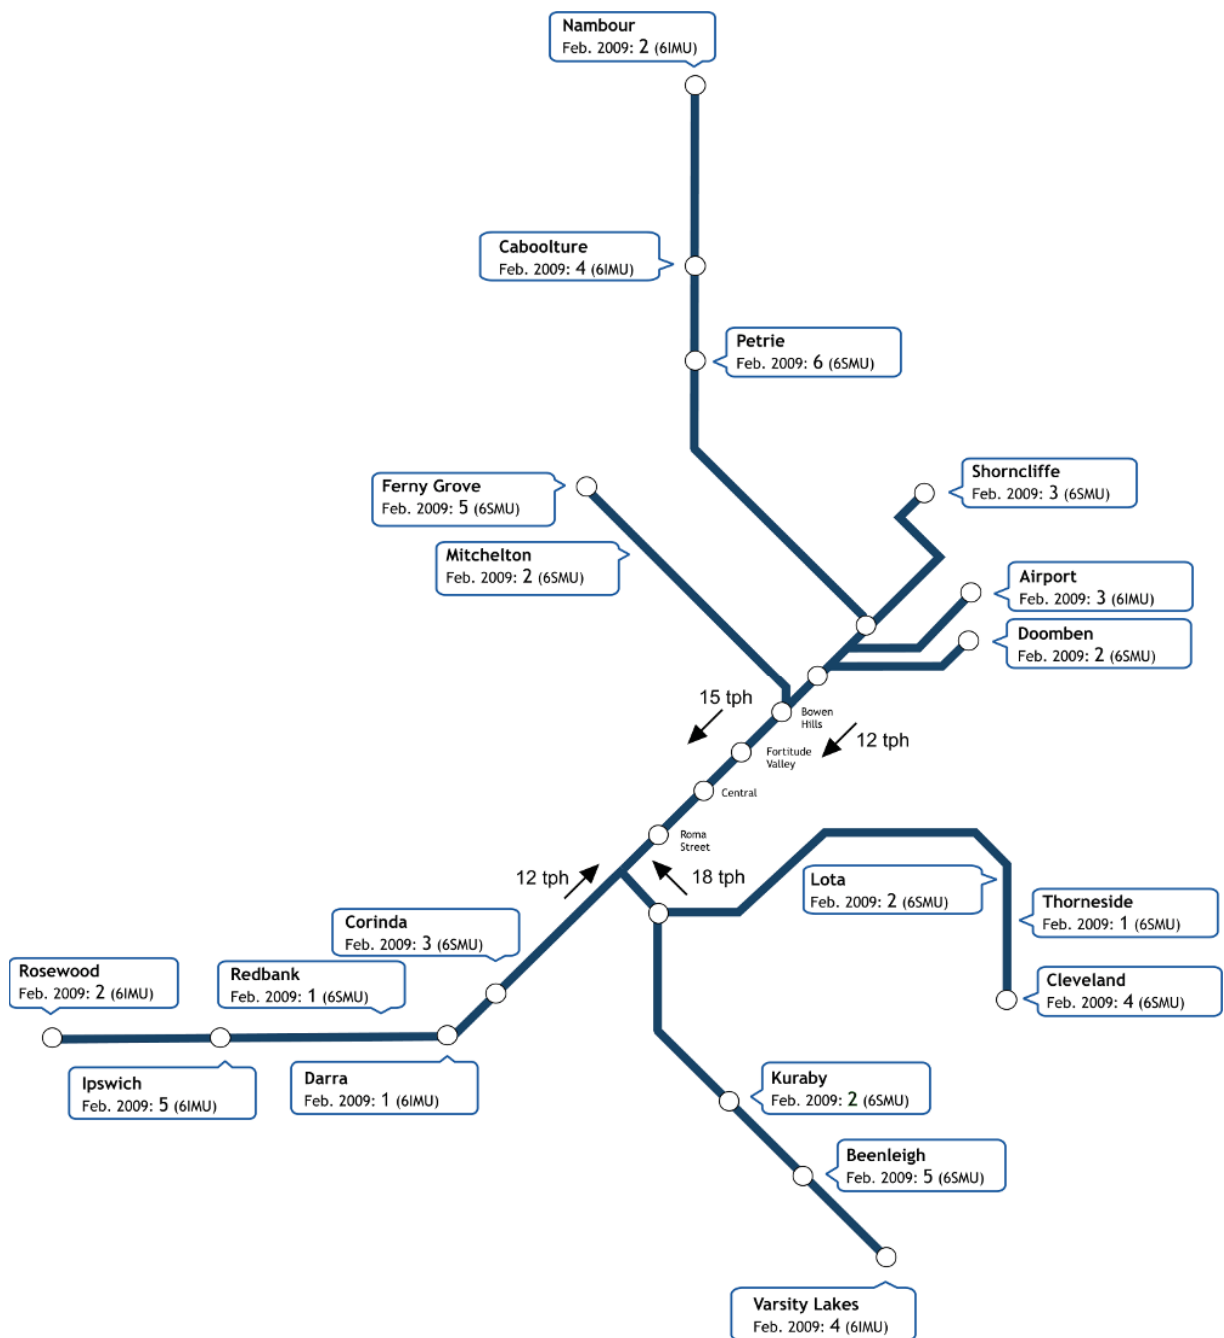 Nambour
Feb. 2009: 2 (6IMU)
Caboolture
Feb. 2009: 4 (6IMU)
Petrie
Feb. 2009: 6 (6SMU)
Shorncliffe
Feb. 2009: 3 (6SMU)
Ferny Grove
Feb. 2009: 5 (6SMU)
Mitchelton
Feb. 2009: 2 (6SMU)
Airport
Feb. 2009: 3 (6IMU)
Doomben
Feb. 2009: 2 (6SMU)
15 tph
Bowen
Hills
12 tph
Fortitude
Valley
Central
Roma
Street
12 tph
18 tph
Lota
Feb. 2009: 2 (6SMU)
Thorneside
Feb. 2009: 1 (6SMU)
Corinda
Feb. 2009: 3 (6SMU)
Rosewood
Feb. 2009: 2 (6IMU)
Redbank
Feb. 2009: 1 (6SMU)
Cleveland
Feb. 2009: 4 (6SMU)
Ipswich
Feb. 2009: 5 (6IMU)
Darra
Feb. 2009: 1 (6IMU)
Kuraby
Feb. 2009: 2 (6SMU)
Beenleigh
Feb. 2009: 5 (6SMU)
Varsity Lakes
Feb. 2009: 4 (6IMU)